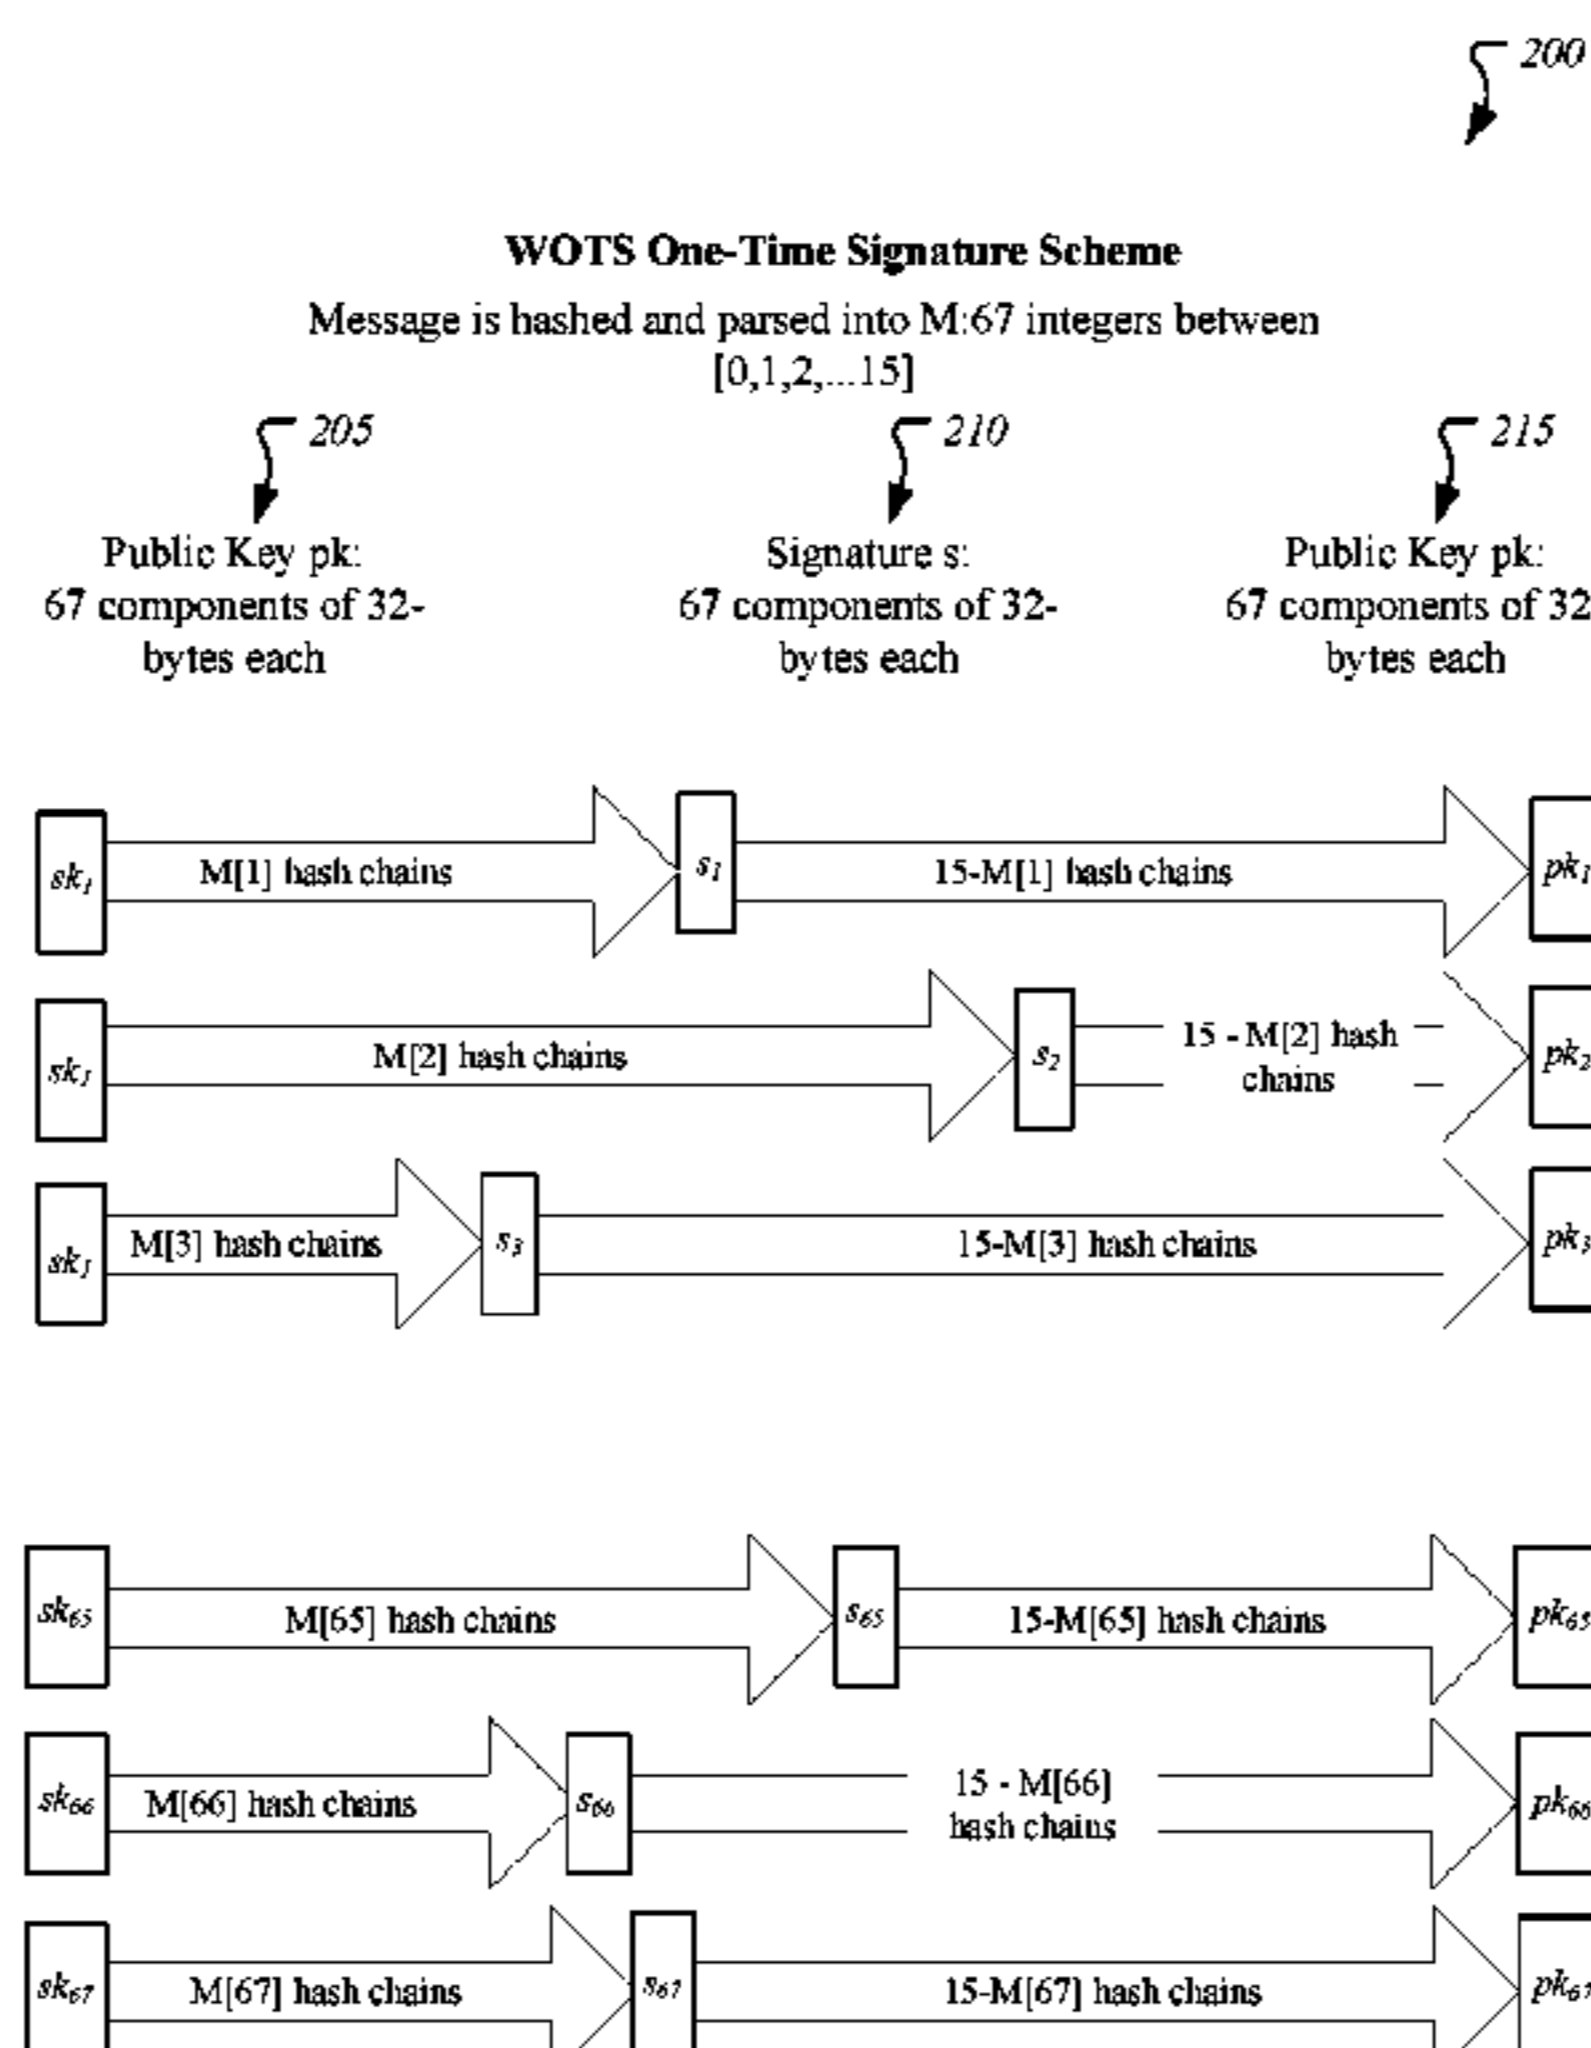 200
WOTS One-Time Signature Scheme
Message is hashed and parsed into M:67 integers between
[0,1,2,...15]
205
210
215
Public Key pk:
67 components of 32-
bytes each
Signature s:
67 components of 32-
bytes each
Public Key pk:
67 components of 32
bytes each
sk1
M[1] hash chains
s1
15-M[1] hash chains
pk1
sk1
M[2] hash chains
s2
15 - M[2] hash
chains
pk2
sk1
M[3] hash chains
s3
15-M[3] hash chains
pk3
sk65
M[65] hash chains
s65
15-M[65] hash chains
pk65
sk66
M[66] hash chains
s66
15 - M[66]
hash chains
pk66
sk67
M[67] hash chains
s67
15-M[67] hash chains
pk67